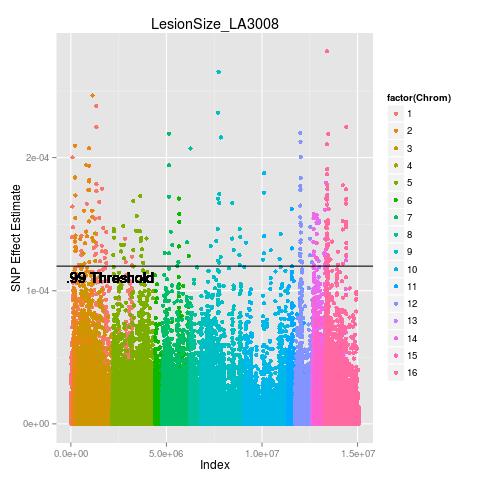 LesionSize_LA3008
SNP Effect Estimate
2e-04
1e-04
0e+00
.99 Threshold
0.0e+00 5.0e+06 1.0e+07 1.5e+07
Index
factor(Chrom)
1
2
3
4
5
6
7
8
9
10
11
12
13
14
15
16